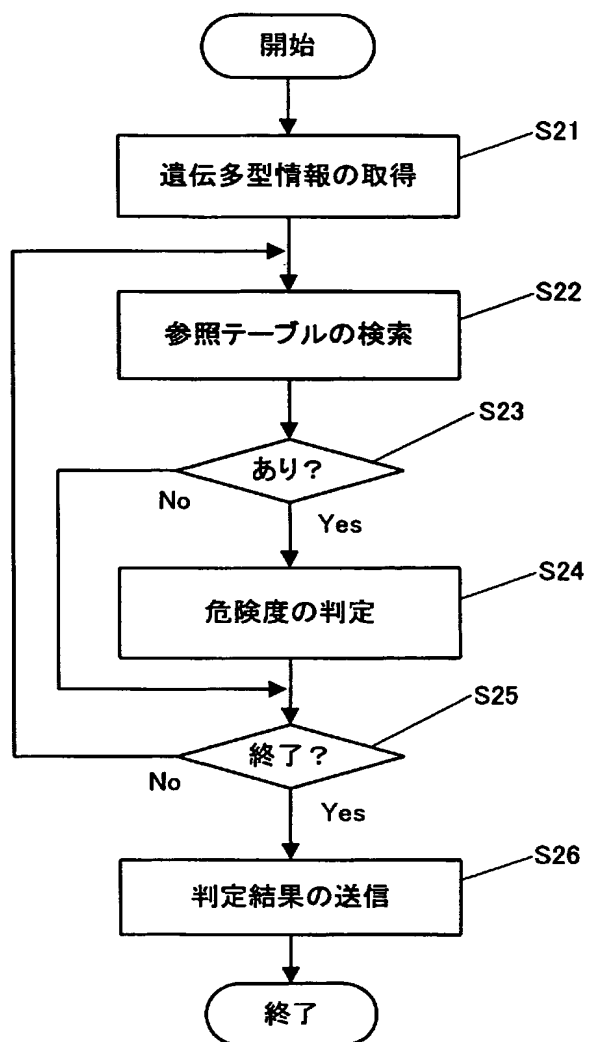 開始
S21
遺伝多型情報の取得
S22
参照テーブルの検索
S23
あり?
No
Yes
S24
危険度の判定
S25
終了?
No
Yes
S26
判定結果の送信
終了